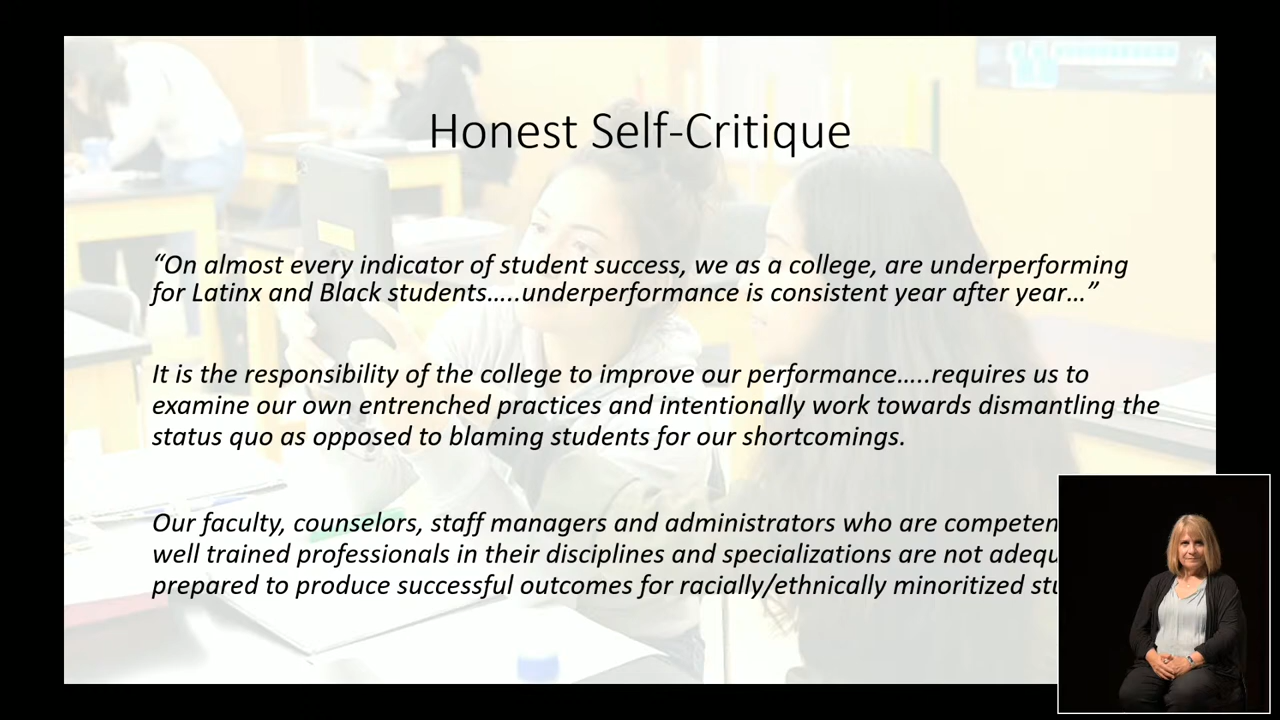 Honest Self-Critique
“On almost every indicator of student success, we as a college, are underperforming
for Latinx and Black students…..underperformance is consistent year after year…”
It is the responsibility of the college to improve our performance…..requires us to
examine our own entrenched practices and intentionally work towards dismantling the
status quo as opposed to blaming students for our shortcomings.
Our faculty, counselors, staff managers and administrators who are
well trained professionals in their disciplines and specializations are not
prepared to produce successful outcomes for racially/ethnically minoritized